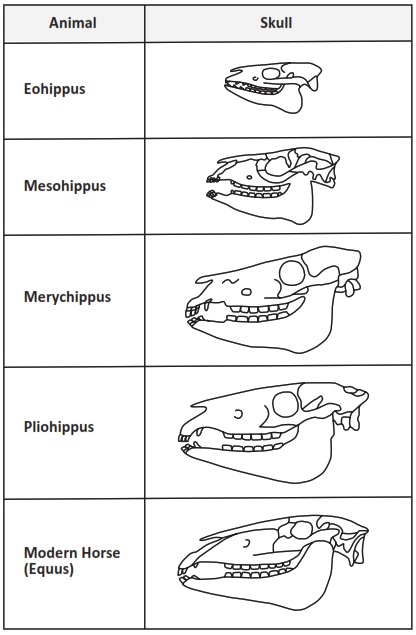 Animal Skull
Eohippus
Mesohippus
Merychippus
Pliohippus
Modern Horse
(Equus)